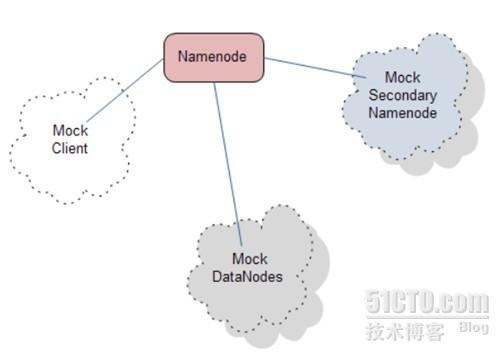 Namenode
Mock
Secondary
Namenode
Mock
Client
Mock
DataNodes
51CTO.com
技术博客 Blog